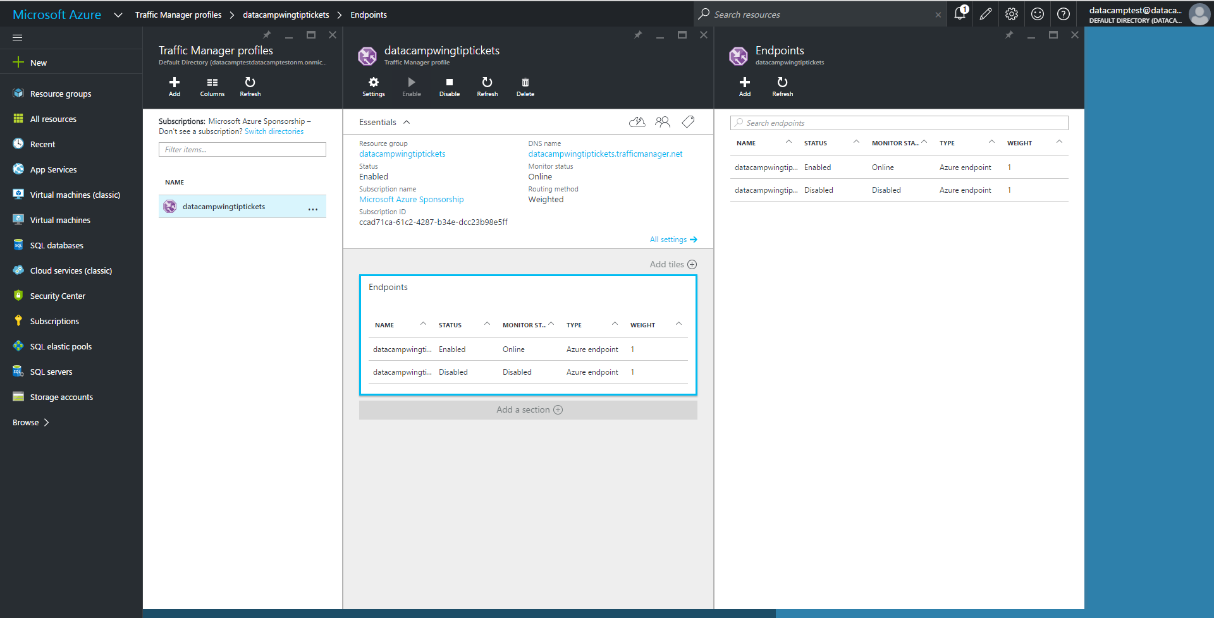 Microsoft Azure
Traffic Manager profiles
datacampwingtiptickets
Endpoints
Search resources
1
datacamptest@dataca...
DEFAULT DIRECTORY (DATACA...
New
Resource groups
All resources
Recent
App Services
Virtual machines (classic)
Virtual machines
SQL databases
Cloud services (classic)
Security Center
Subscriptions
SQL elastic pools
SQL servers
Storage accounts
Browse
Traffic Manager profiles
Default Directory (datacamptestdatacamptestonm.onmic...
Add Columns Refresh
Subscriptions: Microsoft Azure Sponsorship –
Don't see a subscription? Switch directories
Filter items...
NAME
datacampwingtiptickets ...
datacampwingtiptickets
Traffic Manager profile
Settings Enable Disable Refresh Delete
Essentials
Resource group
datacampwingtiptickets
Status
Enabled
Subscription name
Microsoft Azure Sponsorship
Subscription ID
ccad71ca-61c2-4287-b34e-dcc23b98e5ff
DNS name
datacampwingtiptickets.trafficmanager.net
Monitor status
Online
Routing method
Weighted
All settings
Add tiles
Endpoints
NAME STATUS MONITOR ST... TYPE WEIGHT
datacampwingti... Enabled Online Azure endpoint 1
datacampwingti... Disabled Disabled Azure endpoint 1
Add a section
Endpoints
datacampwingtiptickets
Add Refresh
Search endpoints
NAME STATUS MONITOR STA... TYPE WEIGHT
datacampwingtip... Enabled Online Azure endpoint 1
datacampwingtip... Disabled Disabled Azure endpoint 1